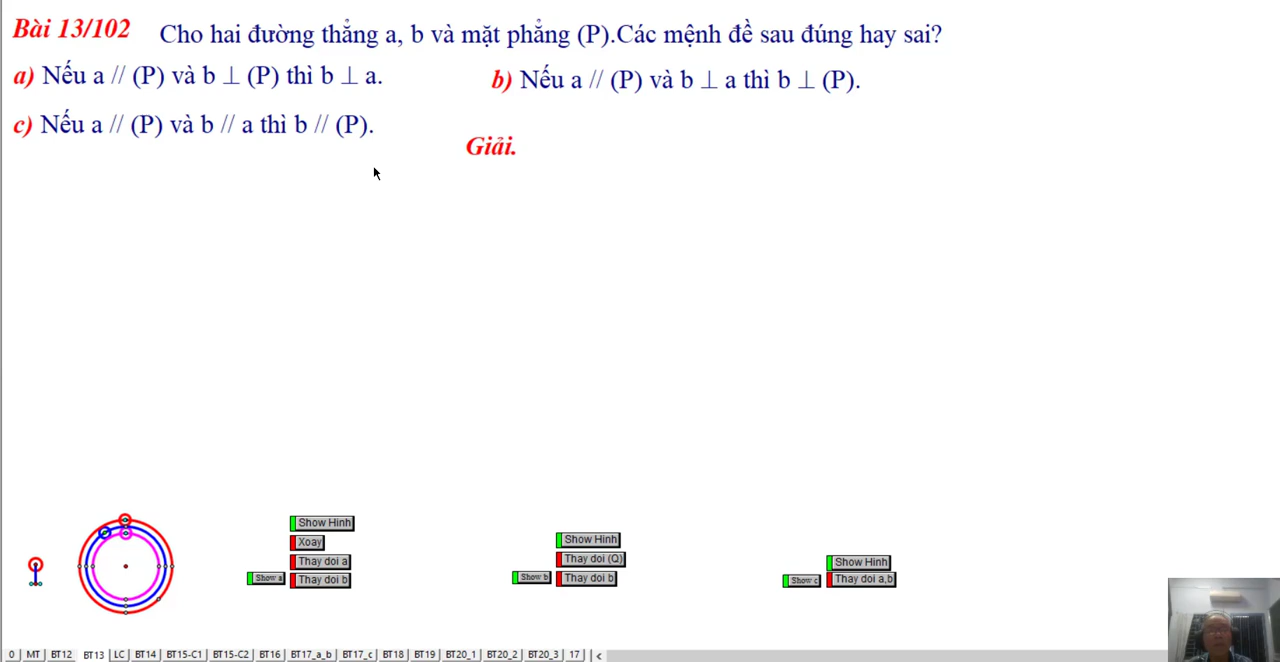 Bài 13/102 Cho hai đường thẳng a, b và mặt phẳng (P).Các mệnh đề sau đúng hay sai?
a) Nếu a // (P) và b ⊥ (P) thì b ⊥ a. b) Nếu a // (P) và b ⊥ a thì b ⊥ (P).
c) Nếu a // (P) và b // a thì b // (P).
Giải.
Show Hinh
Xoay
Thay doi a
Show a Thay doi b
Show Hinh
Thay doi (Q)
Show b Thay doi b
Show Hinh
Show c Thay doi a,b
0 MT BT12 BT13 LC BT14 BT15-C1 BT15-C2 BT16 BT17_a_b BT17_c BT18 BT19 BT20_1 BT20_2 BT20_3 17 <